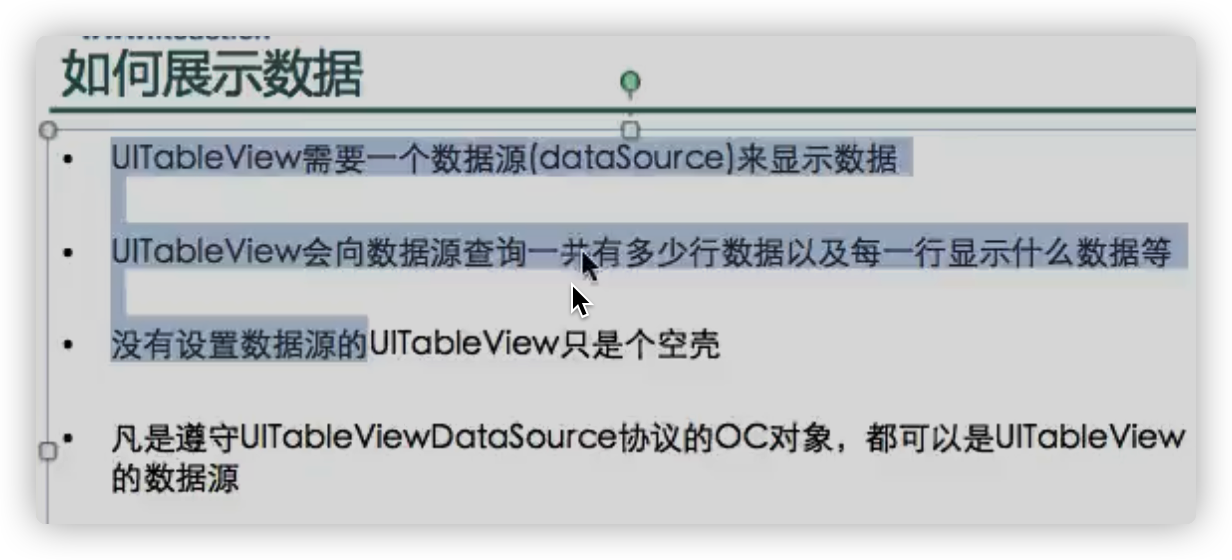 如何展示数据
• UITableView需要一个数据源(dataSource)来显示数据
• UITableView会向数据源查询一共有多少行数据以及每一行显示什么数据等
• 没有设置数据源的UITableView只是个空壳
• 凡是遵守UITableViewDataSource协议的OC对象，都可以是UITableView
的数据源